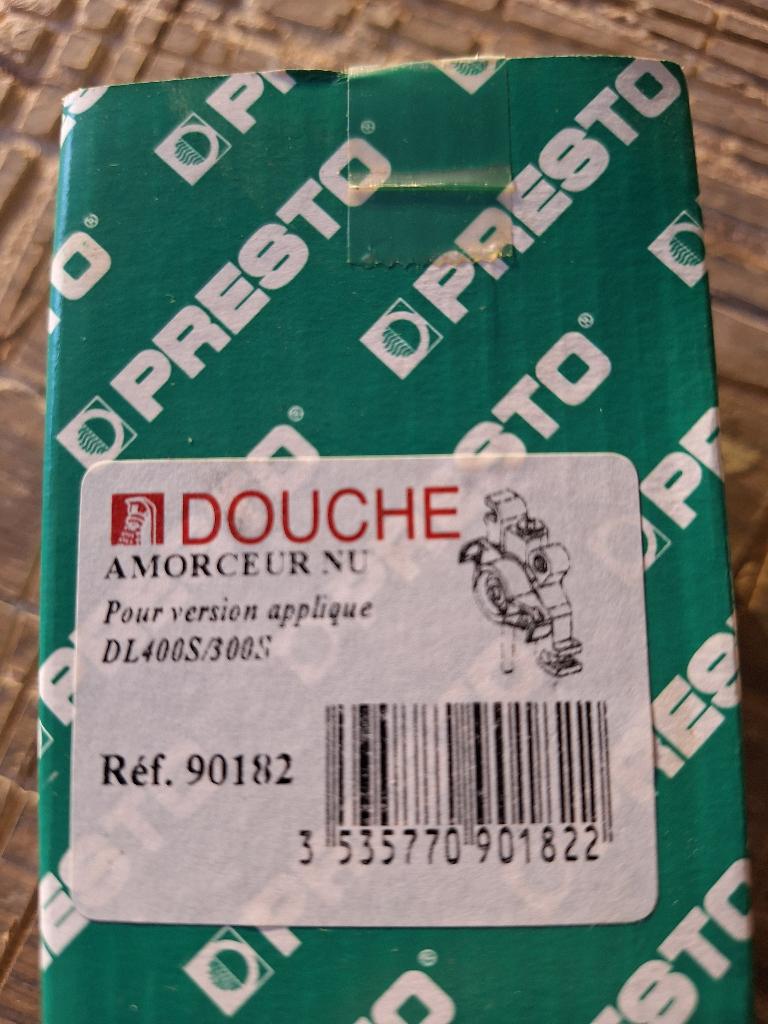 PRESTO®
PRESTO
PRESTO
DOUCHE
AMORCEUR NU
Pour version applique
DL400S/300S
Réf. 90182
3 535770 901822